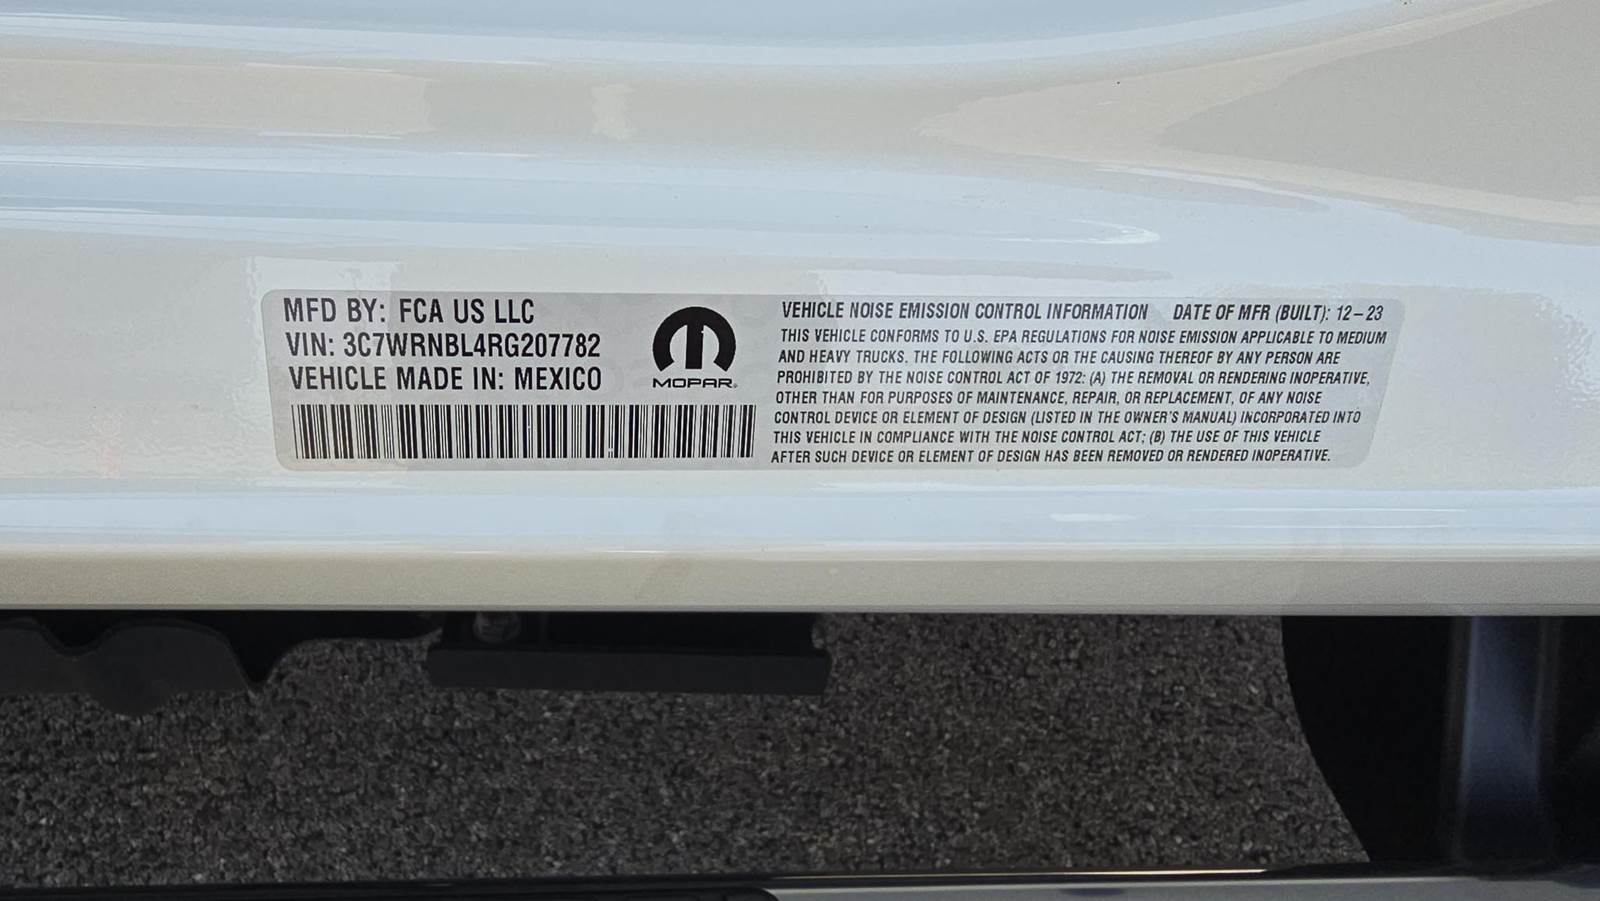 MFD BY: FCA US LLC
VIN: 3C7WRNBL4RG207782
VEHICLE MADE IN: MEXICO
MOPAR
VEHICLE NOISE EMISSION CONTROL INFORMATION DATE OF MFR (BUILT): 12-23
THIS VEHICLE CONFORMS TO U.S. EPA REGULATIONS FOR NOISE EMISSION APPLICABLE TO MEDIUM
AND HEAVY TRUCKS. THE FOLLOWING ACTS OR THE CAUSING THEREOF BY ANY PERSON ARE
PROHIBITED BY THE NOISE CONTROL ACT OF 1972: (A) THE REMOVAL OR RENDERING INOPERATIVE,
OTHER THAN FOR PURPOSES OF MAINTENANCE, REPAIR, OR REPLACEMENT, OF ANY NOISE
CONTROL DEVICE OR ELEMENT OF DESIGN (LISTED IN THE OWNER'S MANUAL) INCORPORATED INTO
THIS VEHICLE IN COMPLIANCE WITH THE NOISE CONTROL ACT; (B) THE USE OF THIS VEHICLE
AFTER SUCH DEVICE OR ELEMENT OF DESIGN HAS BEEN REMOVED OR RENDERED INOPERATIVE.